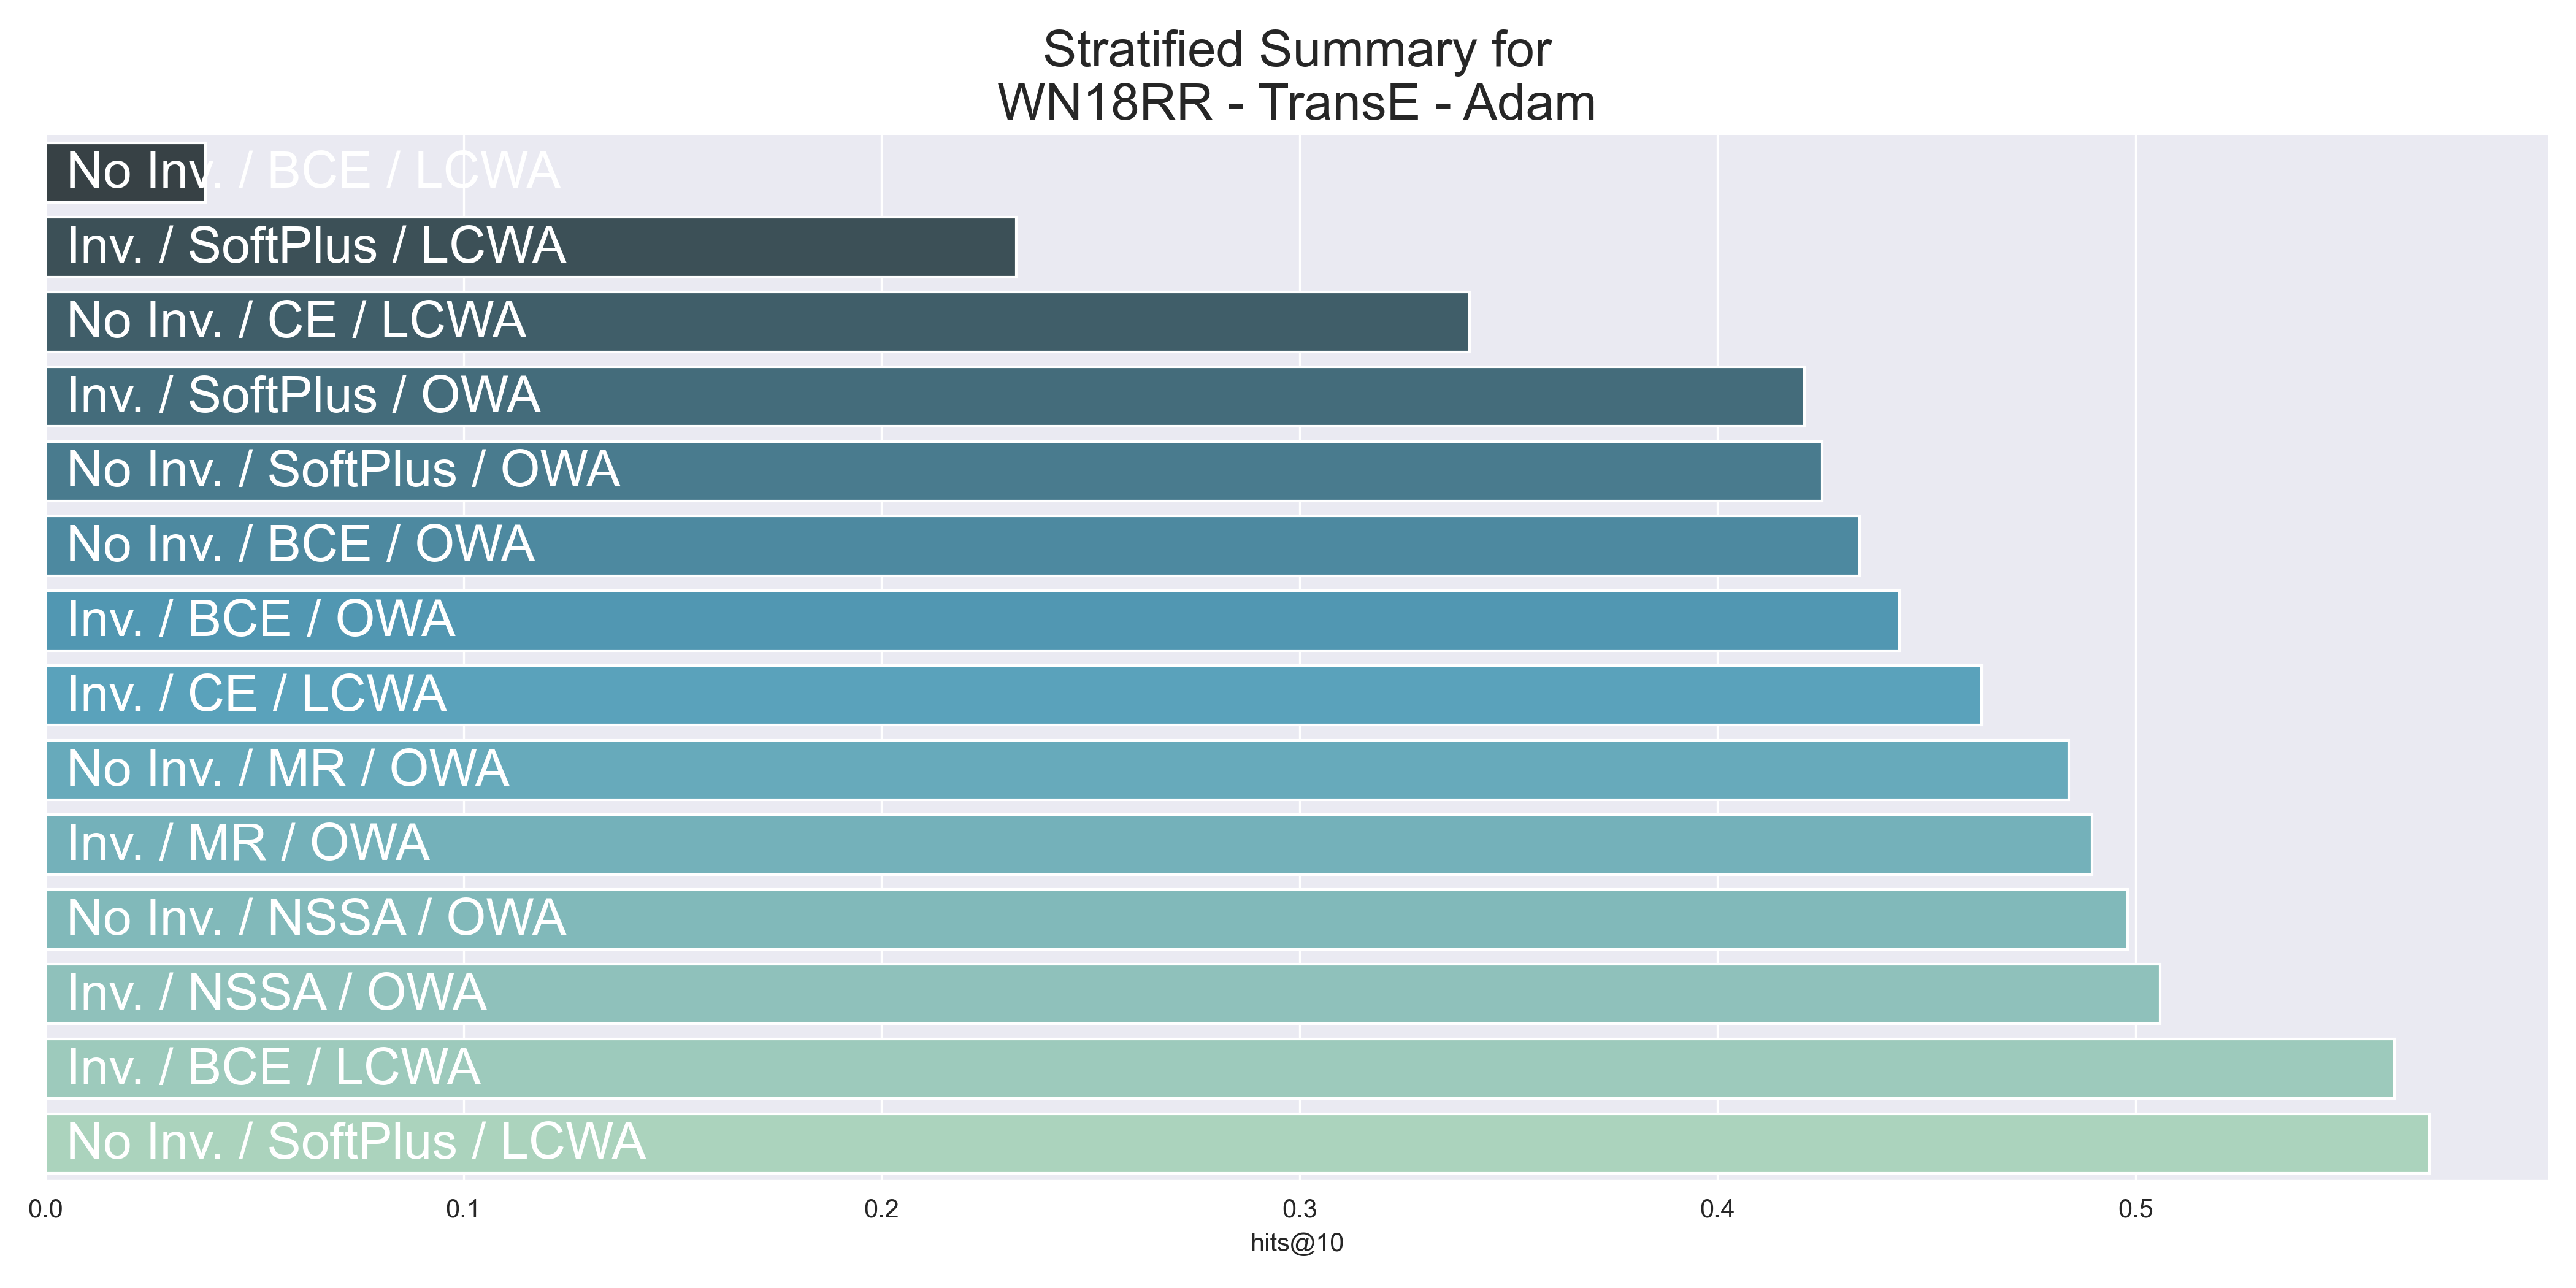 Stratified Summary for
WN18RR - TransE - Adam
No Inv. / BCE / LCWA
Inv. / SoftPlus / LCWA
No Inv. / CE / LCWA
Inv. / SoftPlus / OWA
No Inv. / SoftPlus / OWA
No Inv. / BCE / OWA
Inv. / BCE / OWA
Inv. / CE / LCWA
No Inv. / MR / OWA
Inv. / MR / OWA
No Inv. / NSSA / OWA
Inv. / NSSA / OWA
Inv. / BCE / LCWA
No Inv. / SoftPlus / LCWA
0.0 0.1 0.2 0.3 0.4 0.5
hits@10